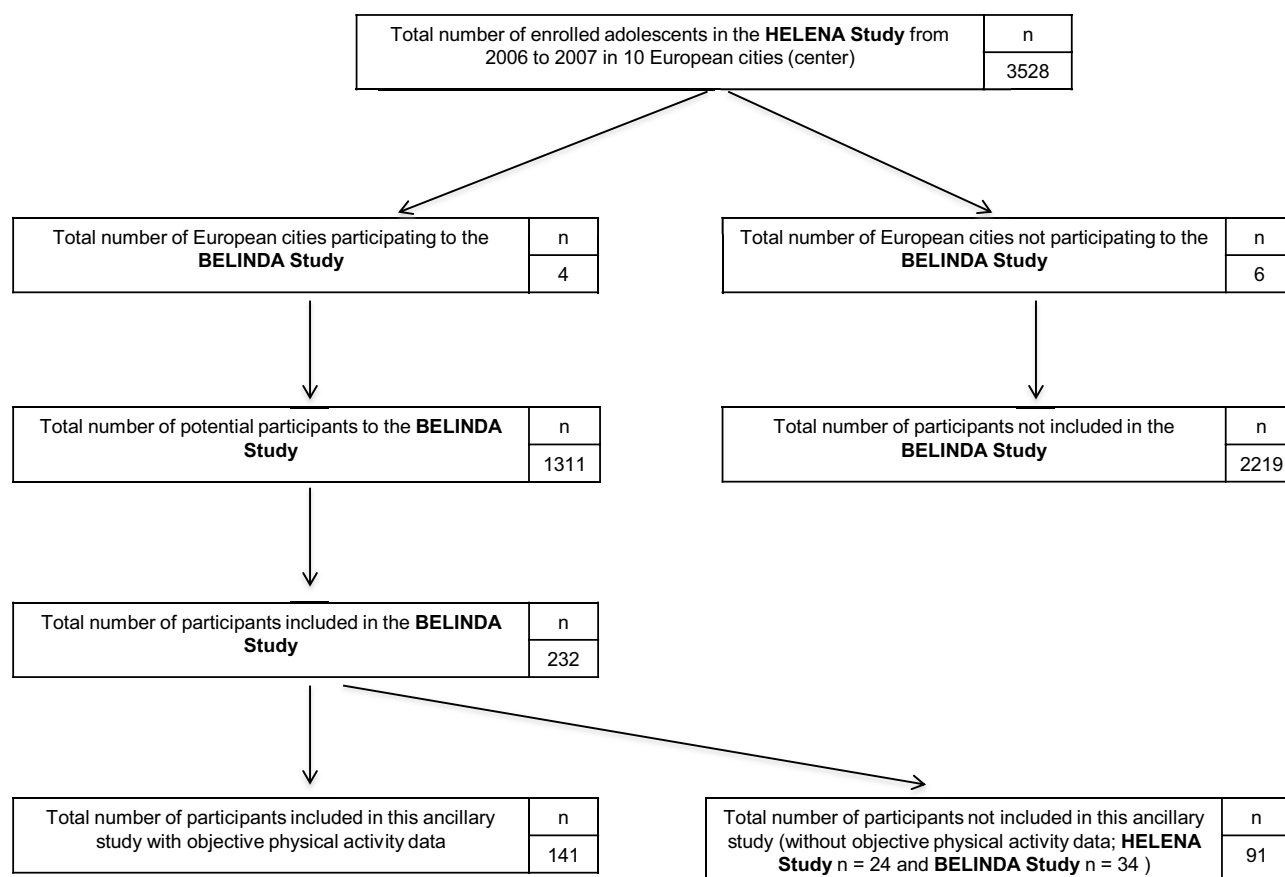 Total number of enrolled adolescents in the HELENA Study from
2006 to 2007 in 10 European cities (center)
n
3528
Total number of European cities participating to the
BELINDA Study
n
4
Total number of European cities not participating to the
BELINDA Study
n
6
Total number of potential participants to the BELINDA
Study
n
1311
Total number of participants not included in the
BELINDA Study
n
2219
Total number of participants included in the BELINDA
Study
n
232
Total number of participants included in this ancillary
study with objective physical activity data
n
141
Total number of participants not included in this ancillary
study (without objective physical activity data; HELENA
Study n = 24 and BELINDA Study n = 34 )
n
91